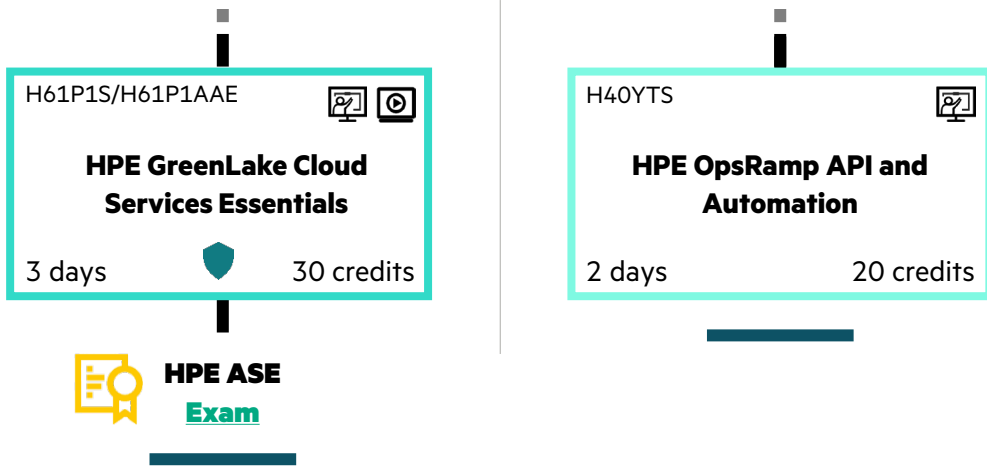 H61P1S/H61P1AAE
HPE GreenLake Cloud
Services Essentials
3 days
30 credits
HPE ASE
Exam
H40YTS
HPE OpsRamp API and
Automation
2 days
20 credits